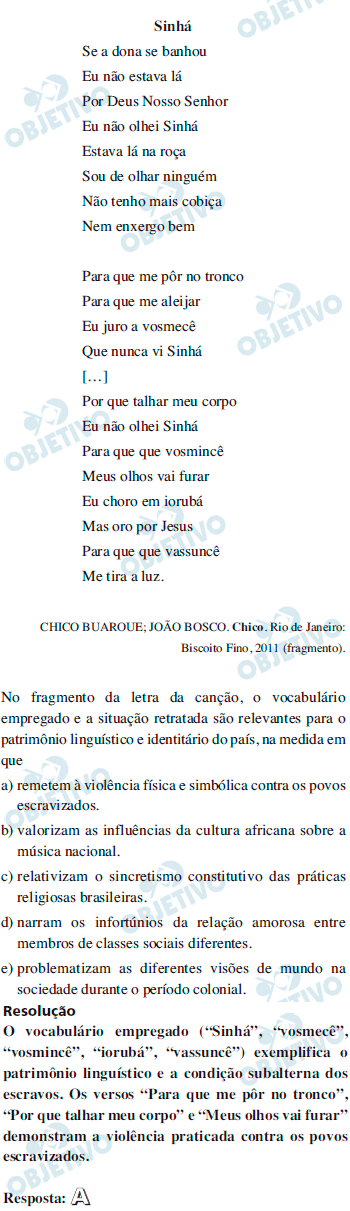 Sinhá
Se a dona se banhou
Eu não estava lá
Por Deus Nosso Senhor
Eu não olhei Sinhá
Estava lá na roça
Sou de olhar ninguém
Não tenho mais cobiça
Nem enxergo bem
Para que me pôr no tronco
Para que me aleijar
Eu juro a vosmecê
Que nunca vi Sinhá
[…]
Por que talhar meu corpo
Eu não olhei Sinhá
Para que que vosmincê
Meus olhos vai furar
Eu choro em iorubá
Mas oro por Jesus
Para que que vassuncê
Me tira a luz.
CHICO BUAROUE; JOÃO BOSCO. Chico. Rio de Janeiro:
Biscoito Fino, 2011 (fragmento).
No fragmento da letra da canção, o vocabulário
empregado e a situação retratada são relevantes para o
patrimônio linguístico e identitário do país, na medida em
que
a) remetem à violência física e simbólica contra os povos
escravizados.
b) valorizam as influências da cultura africana sobre a
música nacional.
c) relativizam o sincretismo constitutivo das práticas
religiosas brasileiras.
d) narram os infortúnios da relação amorosa entre
membros de classes sociais diferentes.
e) problematizam as diferentes visões de mundo na
sociedade durante o período colonial.
Resolução
O vocabulário empregado (“Sinhá”, “vosmecê”,
“vosmincê”, “iorubá”, “vassuncê”) exemplifica o
patrimônio linguístico e a condição subalterna dos
escravos. Os versos “Para que me pôr no tronco”,
“Por que talhar meu corpo” e “Meus olhos vai furar”
demonstram a violência praticada contra os povos
escravizados.
Resposta: A